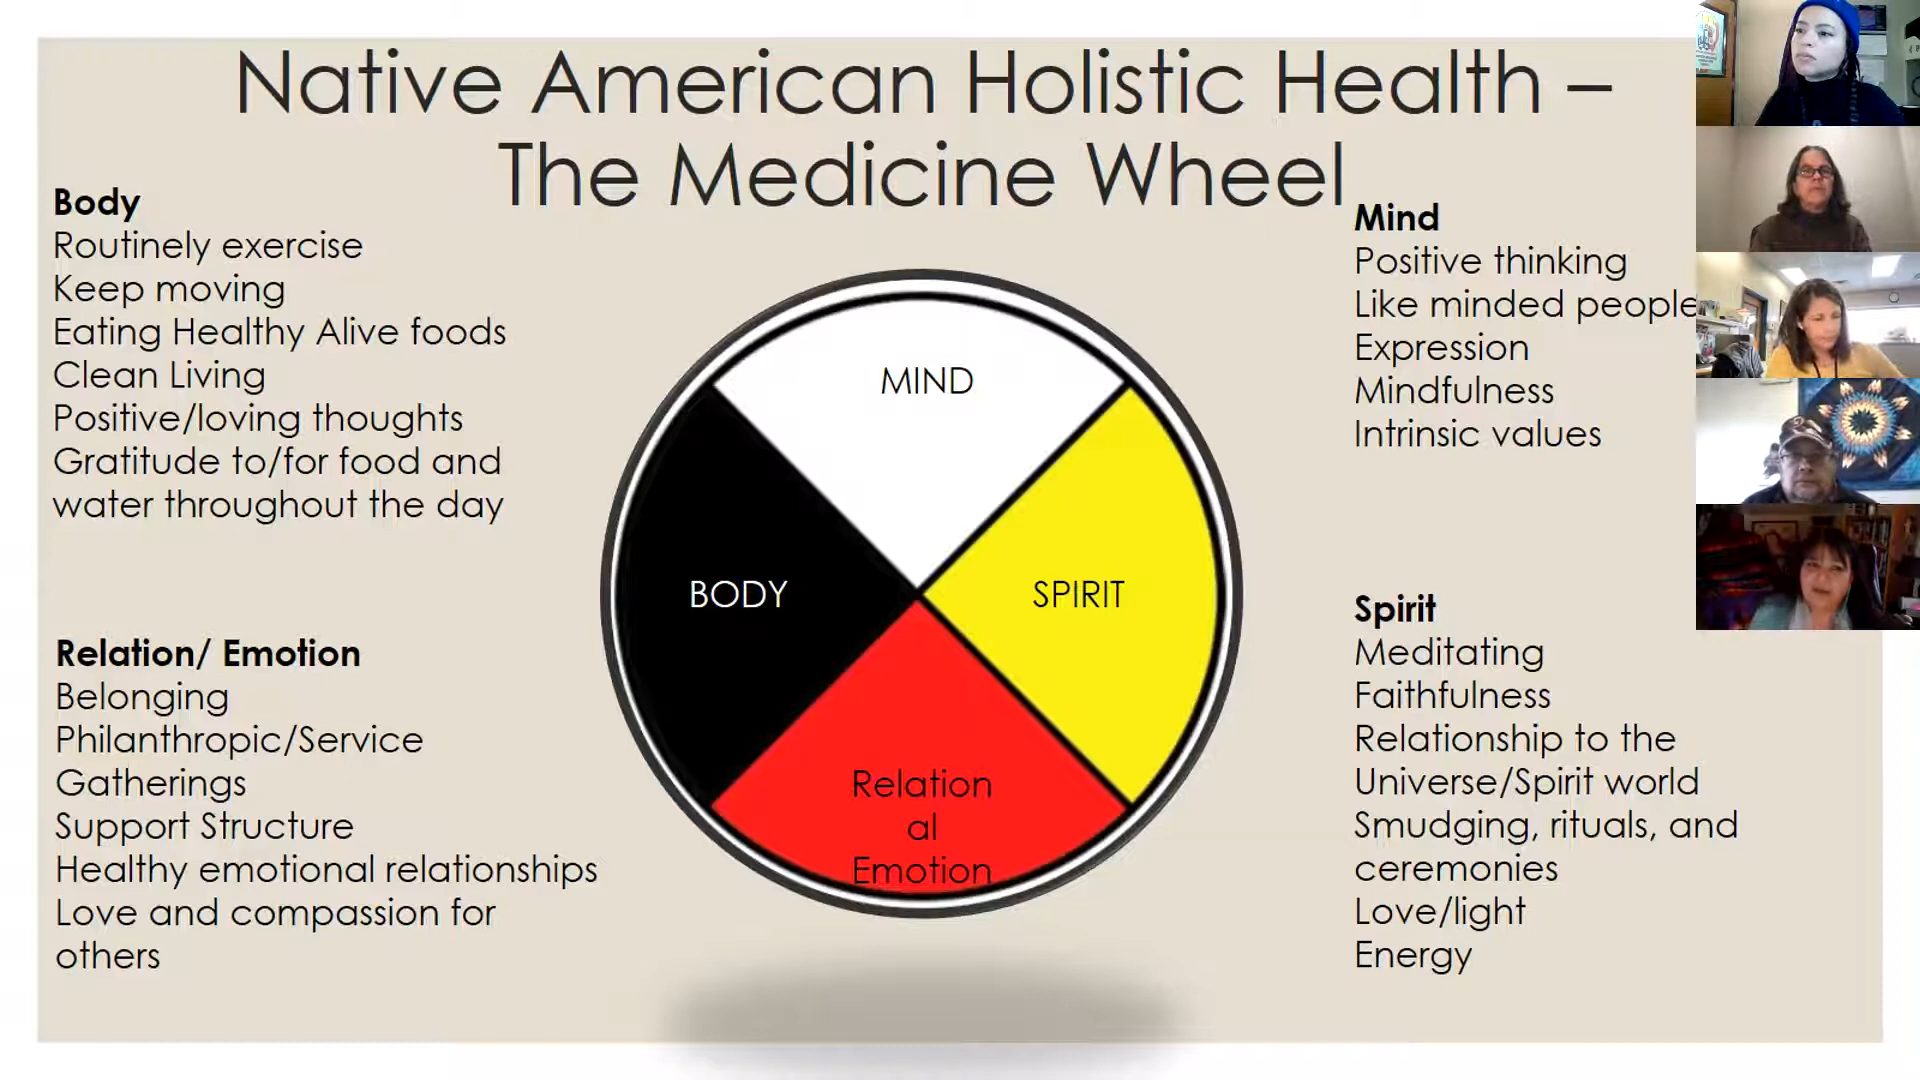 Native American Holistic Health –
The Medicine Wheel
Body
Routinely exercise
Keep moving
Eating Healthy Alive foods
Clean Living
Positive/loving thoughts
Gratitude to/for food and
water throughout the day
Relation/ Emotion
Belonging
Philanthropic/Service
Gatherings
Support Structure
Healthy emotional relationships
Love and compassion for
others
MIND
BODY
SPIRIT
Relation
al
Emotion
Mind
Positive thinking
Like minded people
Expression
Mindfulness
Intrinsic values
Spirit
Meditating
Faithfulness
Relationship to the
Universe/Spirit world
Smudging, rituals, and
ceremonies
Love/light
Energy